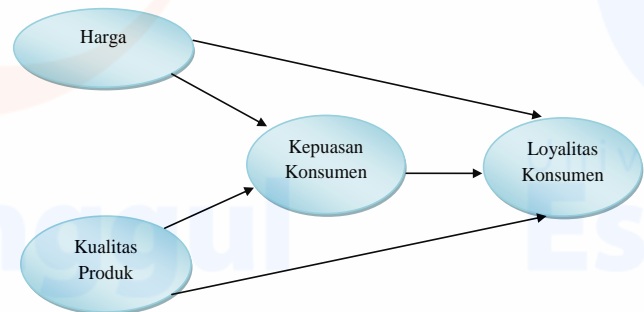 Harga
Kepuasan
Konsumen
Loyalitas
Konsumen
Kualitas
Produk